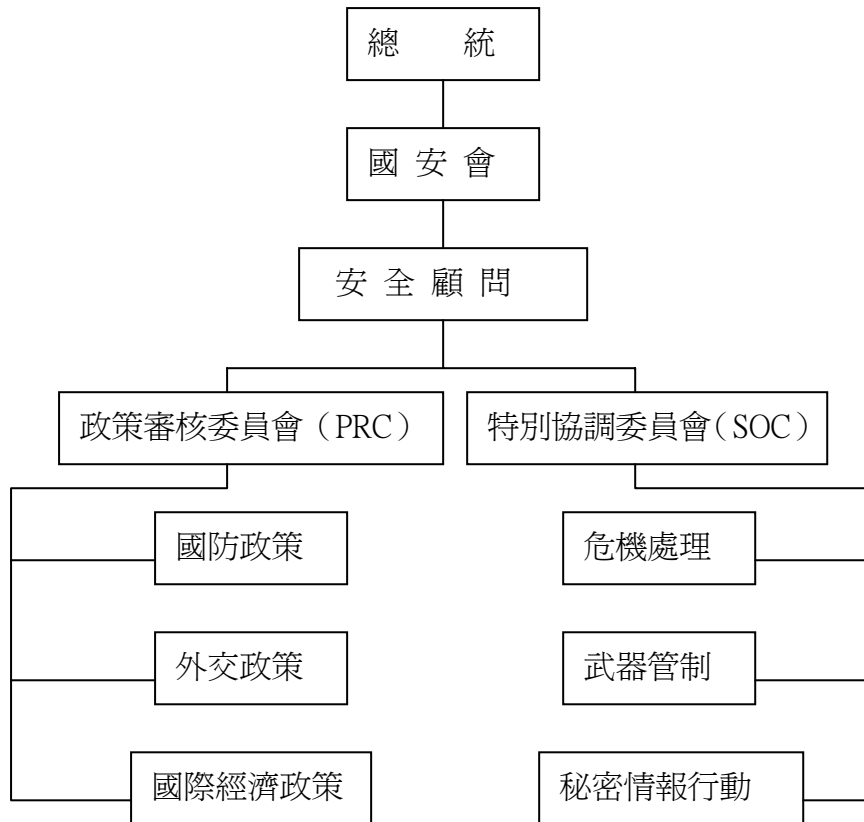 總　　統
國 安 會
安 全 顧 問
政策審核委員會（PRC）
特別協調委員會（SOC）
國防政策
危機處理
外交政策
武器管制
國際經濟政策
秘密情報行動